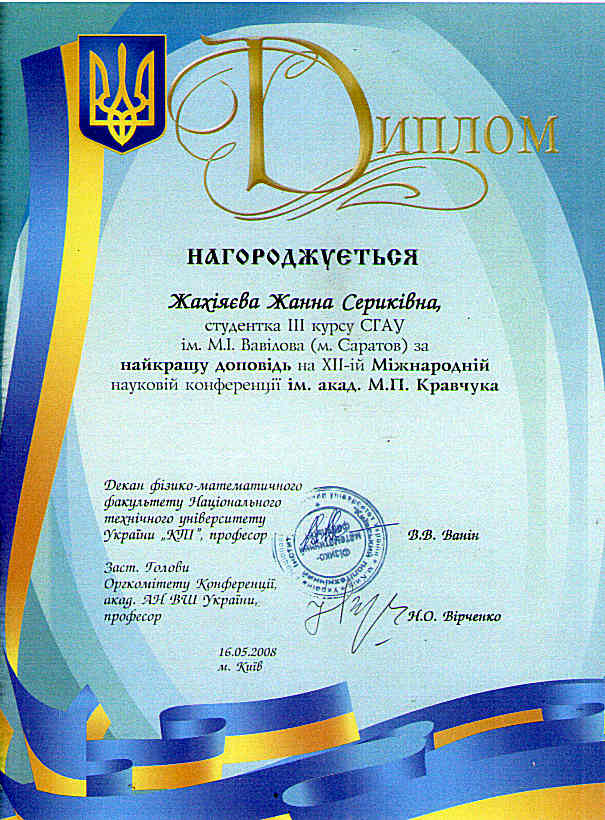 Диплом
НАГОРОДЖУЄТЬСЯ
Жахіяєва Жанна Сериківна,
студентка III курсу СГАУ
ім. М.І. Вавілова (м. Саратов) за
найкращу доповідь на XII-ій Міжнародній
науковій конференції ім. акад. М.П. Кравчука
Декан фізико-математичного
факультету Національного
технічного університету
України „КПІ”, професор
В.В. Ванін
Заст. Голови
Оргкомітету Конференції,
акад. АН ВШ України,
професор
Н.О. Вірченко
16.05.2008
м. Київ